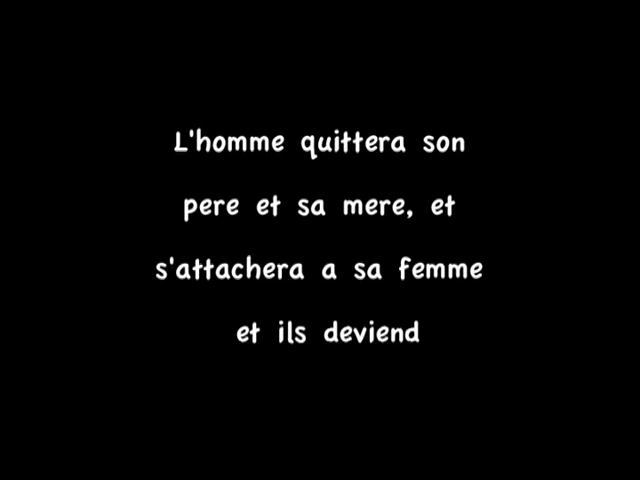 L'homme quittera son
pere et sa mere, et
s'attachera a sa femme
et ils deviend